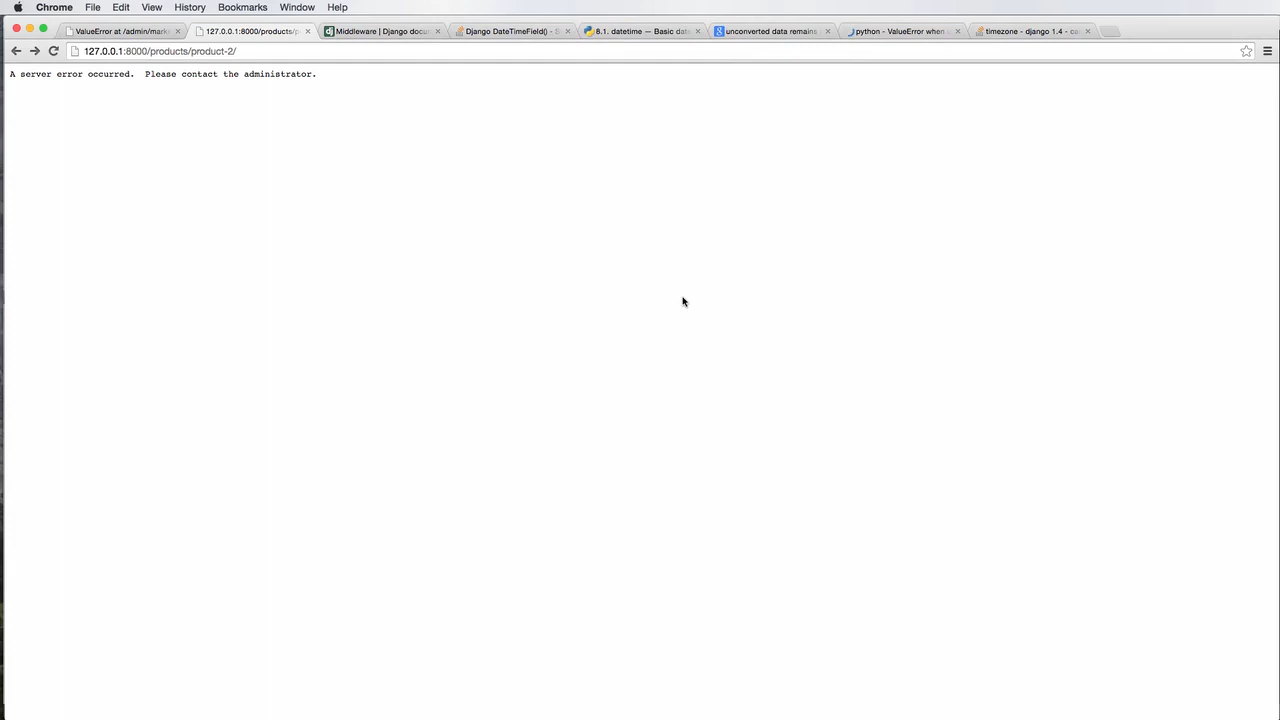 Chrome File Edit View History Bookmarks Window Help
ValueError at /admin/mark
127.0.0.1:8000/products/p
Middleware | Django docu
Django DateTimeField() - S
8.1. datetime — Basic dat
unconverted data remains
python - ValueError when
timezone - django 1.4 - c
127.0.0.1:8000/products/product-2/
A server error occurred.  Please contact the administrator.